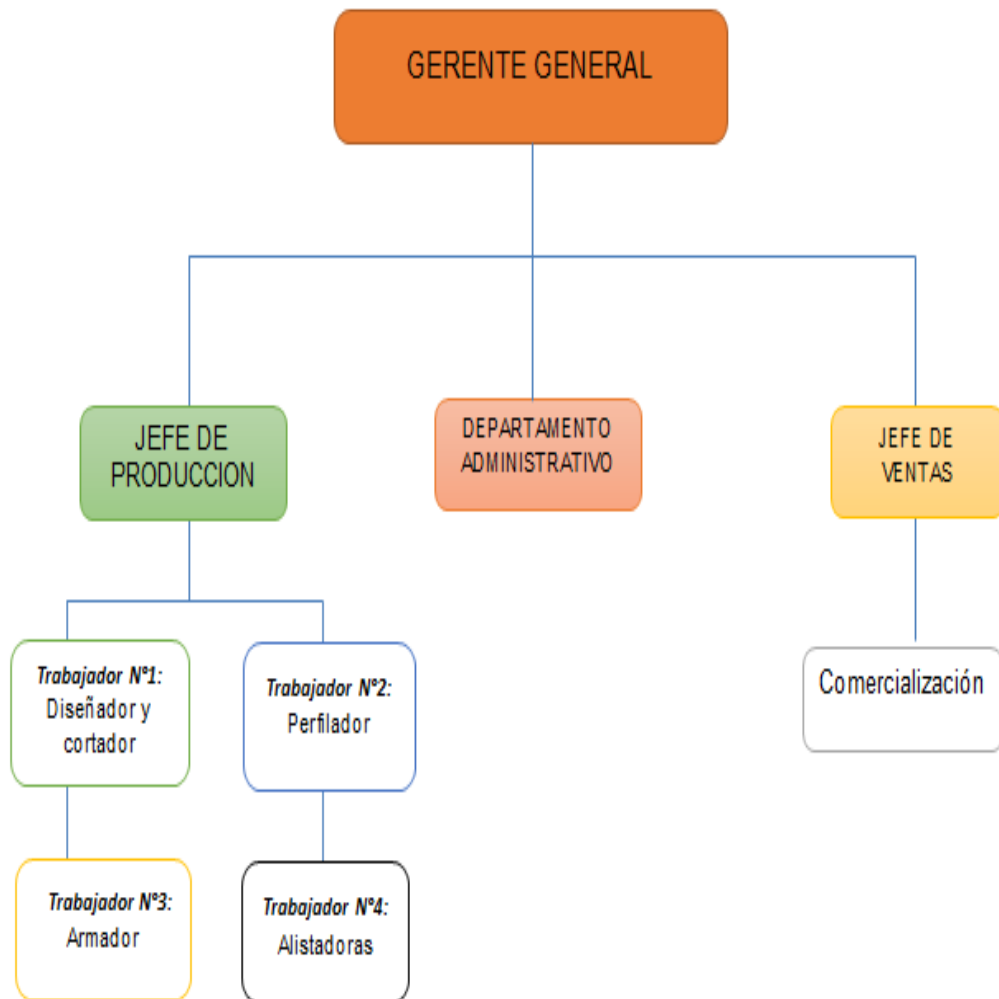 GERENTE GENERAL
JEFE DE
PRODUCCION
DEPARTAMENTO
ADMINISTRATIVO
JEFE DE
VENTAS
Trabajador N°1:
Diseñador y
cortador
Trabajador N°2:
Perfilador
Comercialización
Trabajador N°3:
Armador
Trabajador N°4:
Alistadoras